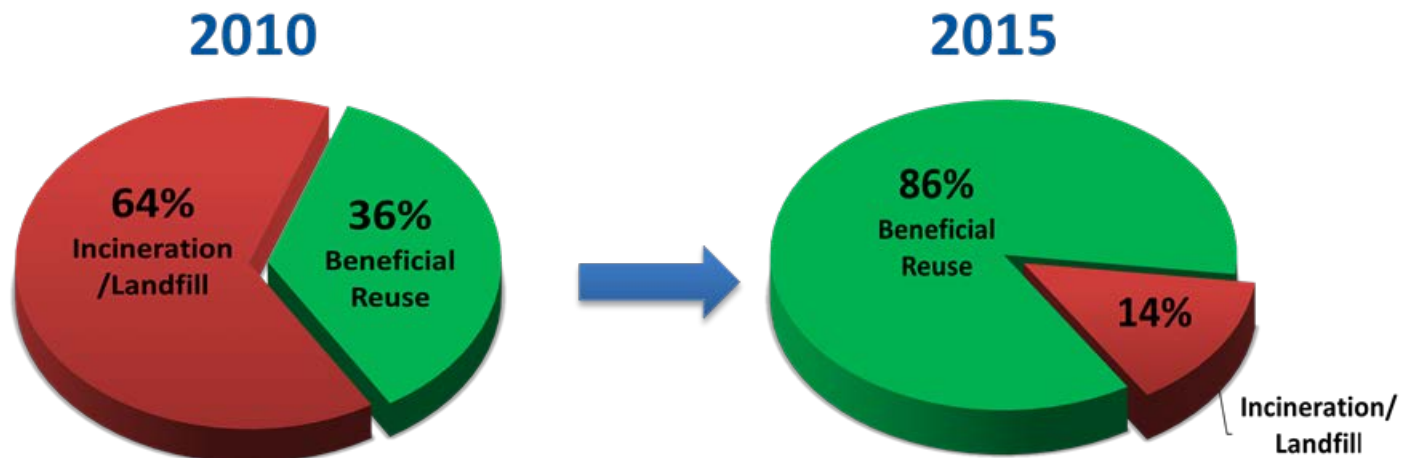 2010
64%
Incineration
/Landfill
36%
Beneficial
Reuse
2015
86%
Beneficial
Reuse
14%
Incineration/
Landfill